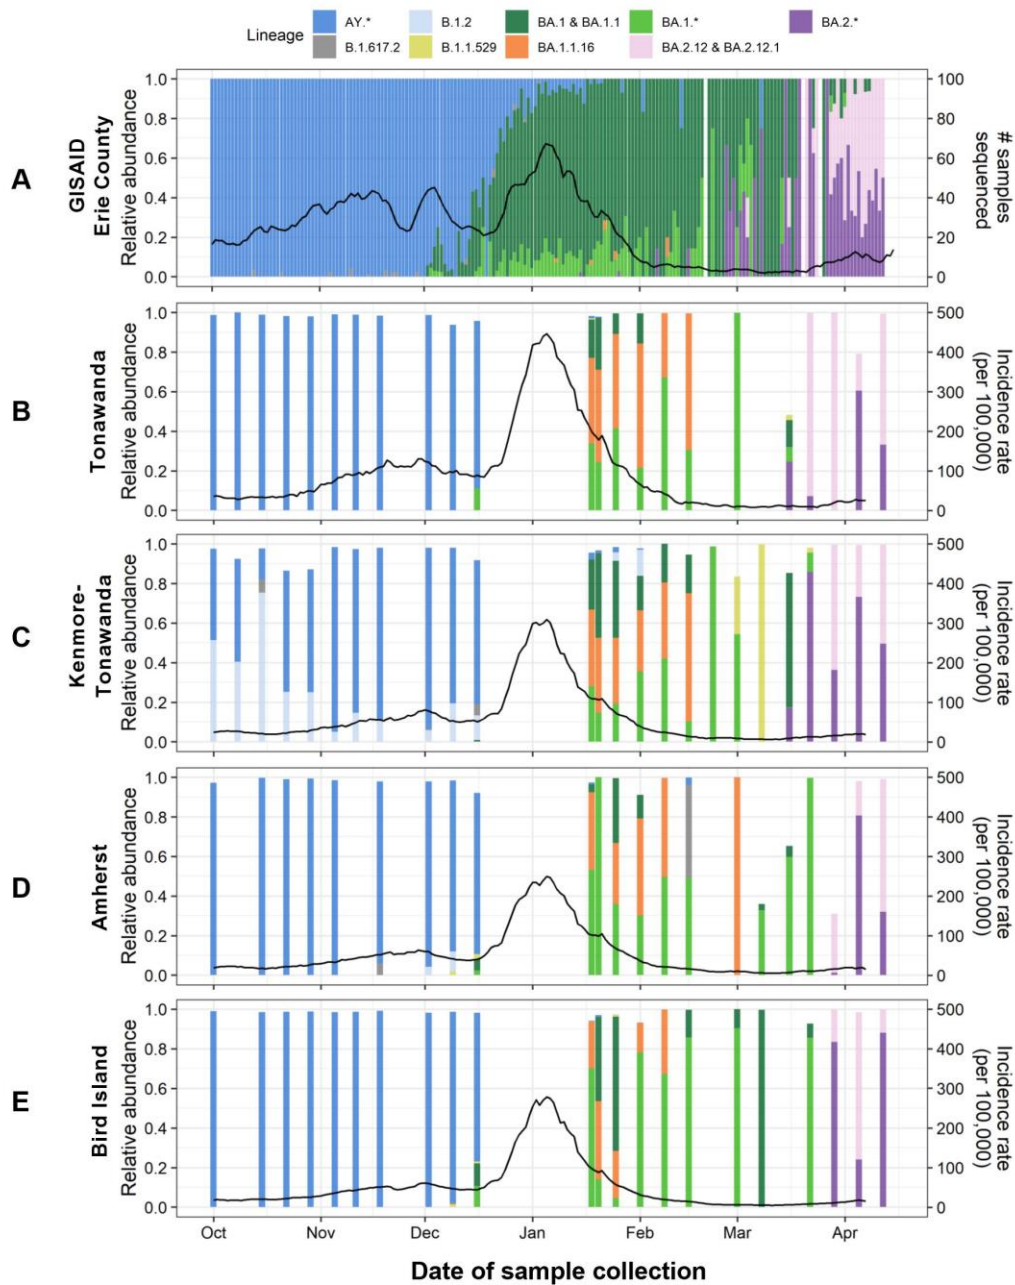 Lineage
AY.* B.1.2 BA.1 & BA.1.1 BA.1.* BA.2.*
B.1.617.2 B.1.1.529 BA.1.1.16 BA.2.12 & BA.2.12.1
A
GISAID
Erie County
Relative abundance
1.0
0.8
0.6
0.4
0.2
0.0
100
80
60
40
20
0
# samples
sequenced
B
Tonawanda
Relative abundance
1.0
0.8
0.6
0.4
0.2
0.0
500
400
300
200
100
0
Incidence rate
(per 100,000)
C
Kenmore-
Tonawanda
Relative abundance
1.0
0.8
0.6
0.4
0.2
0.0
500
400
300
200
100
0
Incidence rate
(per 100,000)
D
Amherst
Relative abundance
1.0
0.8
0.6
0.4
0.2
0.0
500
400
300
200
100
0
Incidence rate
(per 100,000)
E
Bird Island
Relative abundance
1.0
0.8
0.6
0.4
0.2
0.0
500
400
300
200
100
0
Incidence rate
(per 100,000)
Oct Nov Dec Jan Feb Mar Apr
Date of sample collection